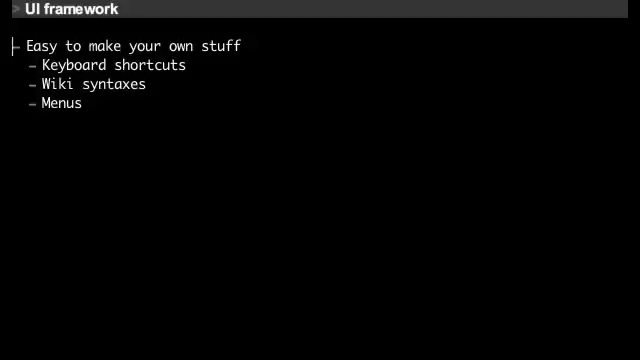 > UI framework
- Easy to make your own stuff
- Keyboard shortcuts
- Wiki syntaxes
- Menus